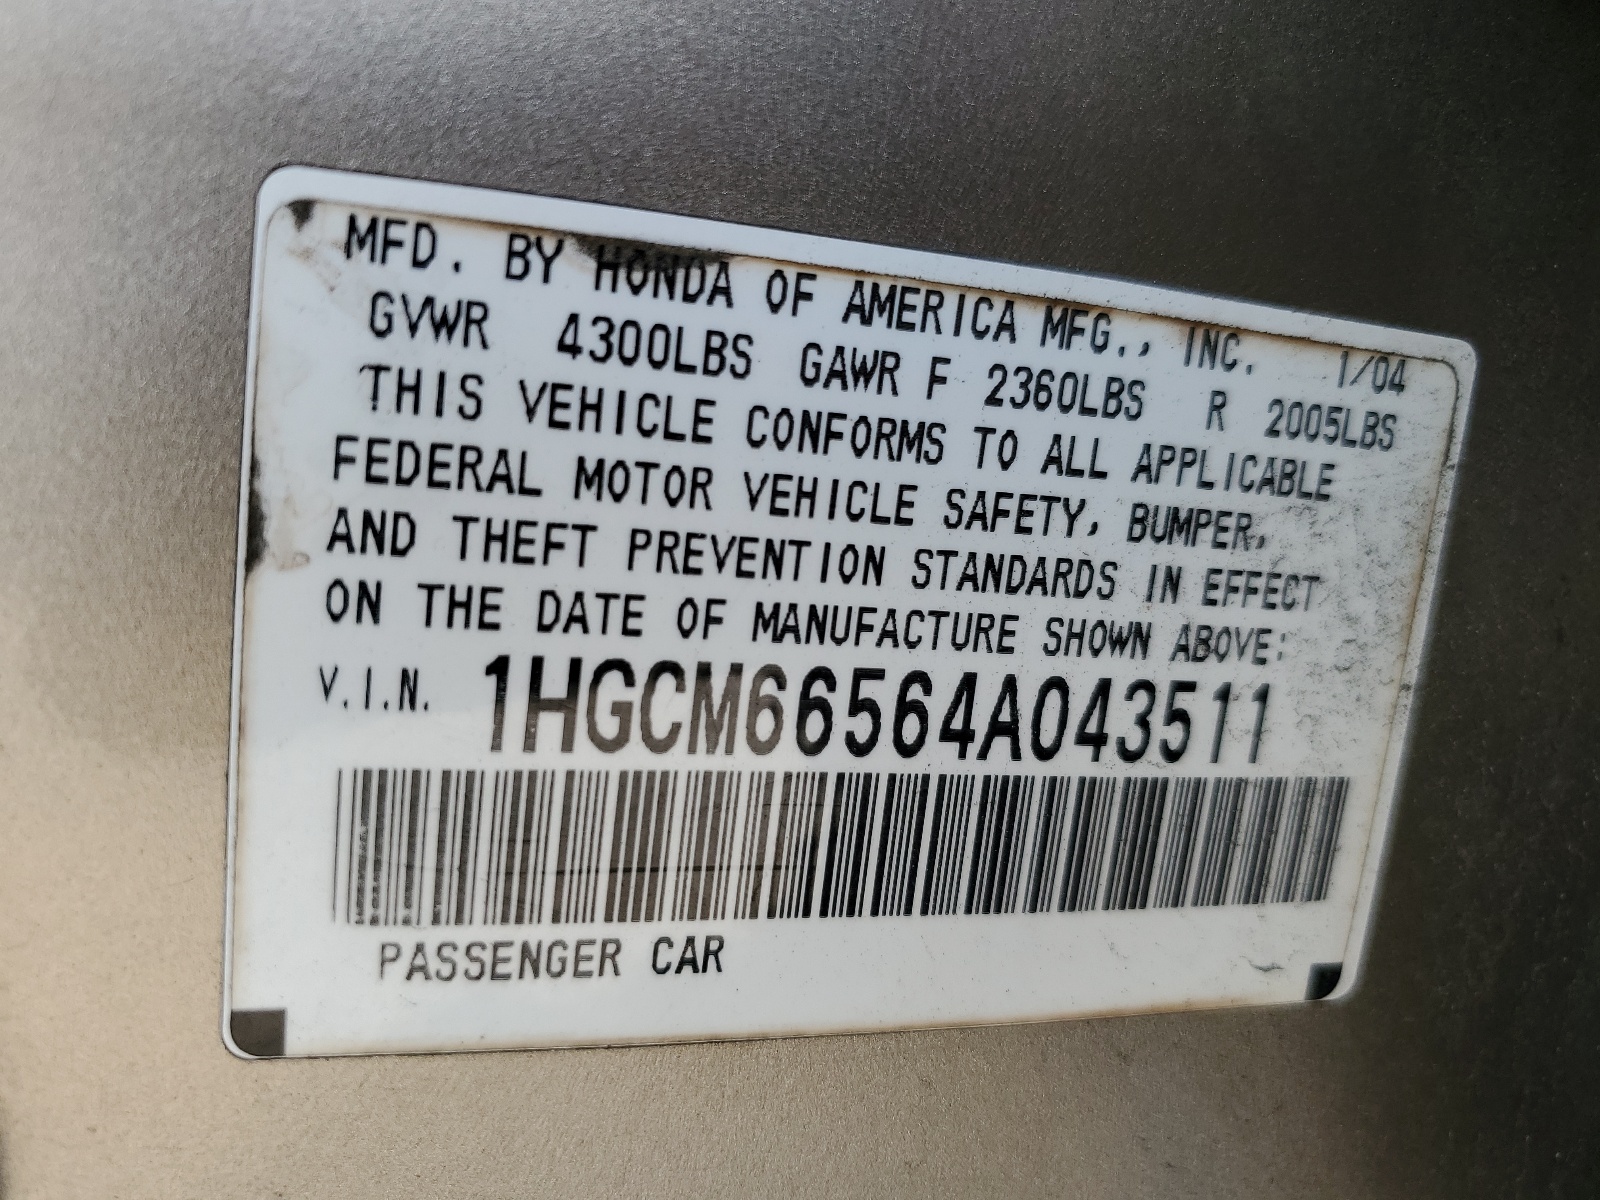 MFD. BY HONDA OF AMERICA MFG., INC. 1/04
GVWR 4300LBS GAWR F 2360LBS R 2005LBS
THIS VEHICLE CONFORMS TO ALL APPLICABLE
FEDERAL MOTOR VEHICLE SAFETY, BUMPER,
AND THEFT PREVENTION STANDARDS IN EFFECT
ON THE DATE OF MANUFACTURE SHOWN ABOVE:
V.I.N. 1HGCM66564A043511
PASSENGER CAR